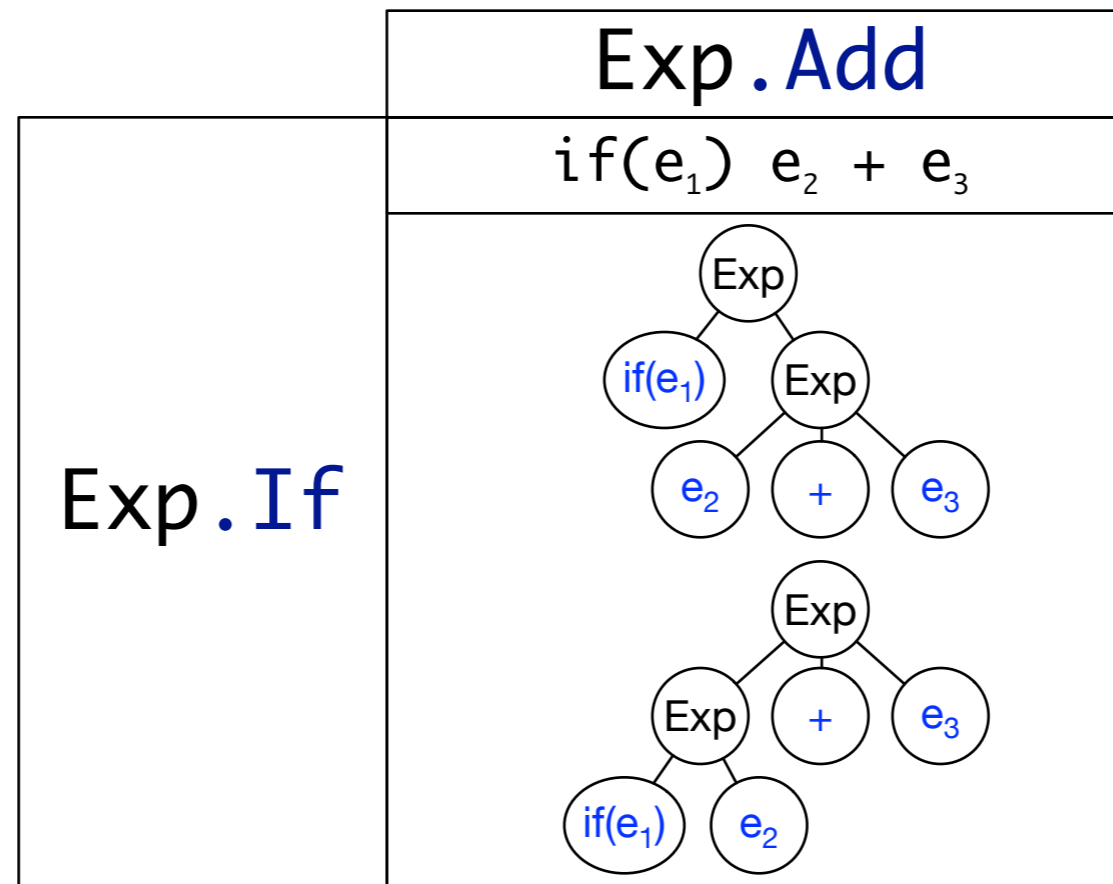 Exp.Add
if(e₁) e₂ + e₃
Exp
if(e₁) Exp
e₂ + e₃
Exp.If
Exp
Exp + e₃
if(e₁) e₂